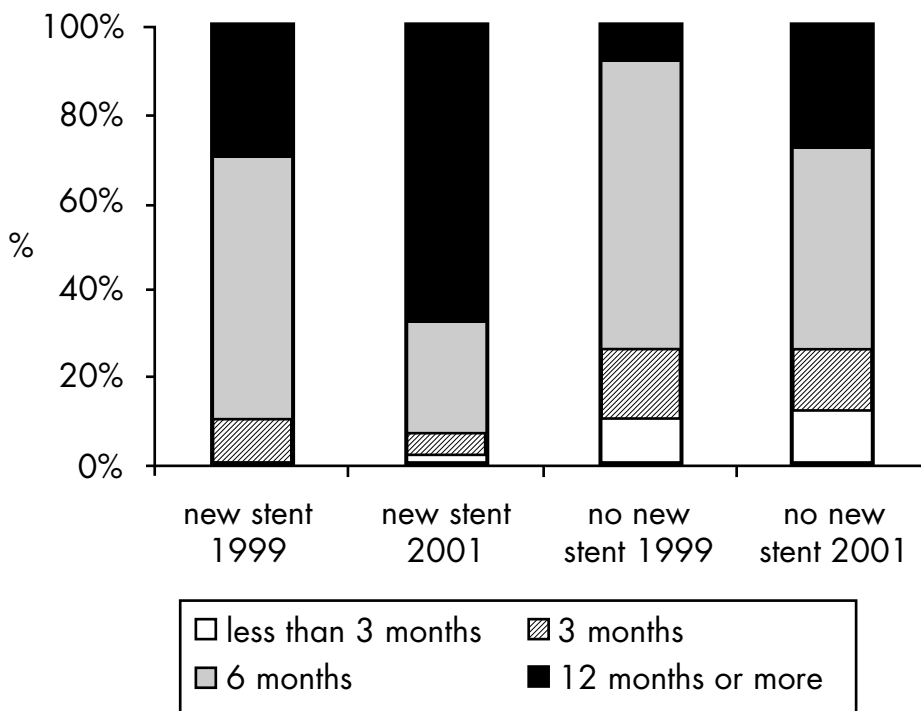 100%
80%
60%
%
40%
20%
0%
new stent 1999
new stent 2001
no new stent 1999
no new stent 2001
less than 3 months
3 months
6 months
12 months or more